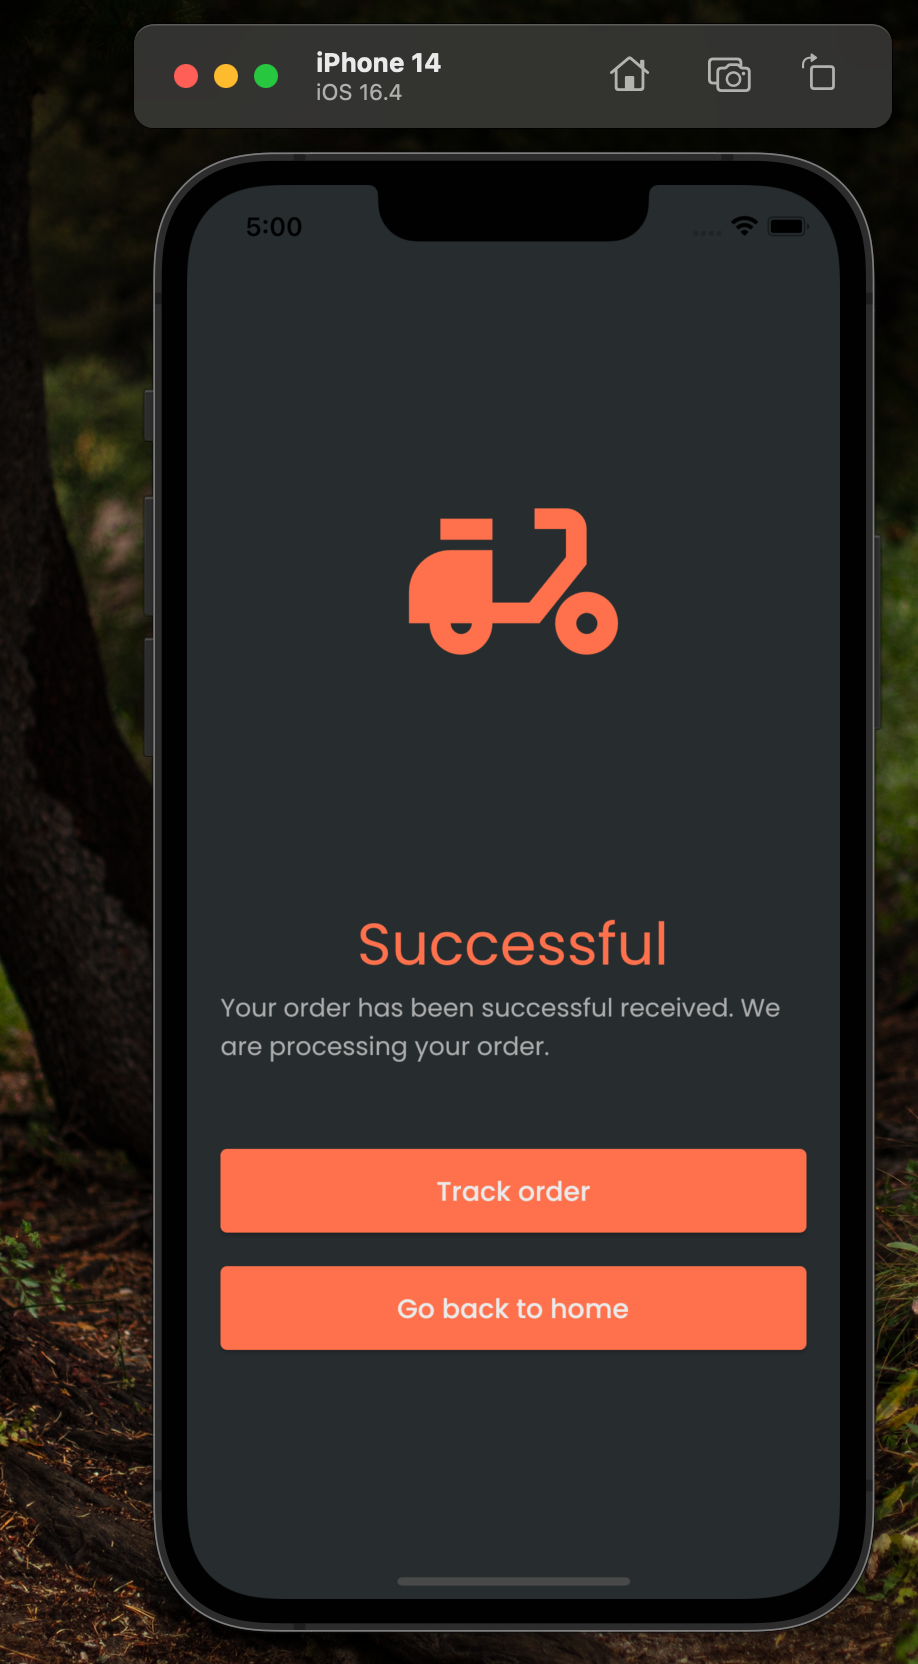 iPhone 14
iOS 16.4
5:00
Successful
Your order has been successful received. We
are processing your order.
Track order
Go back to home